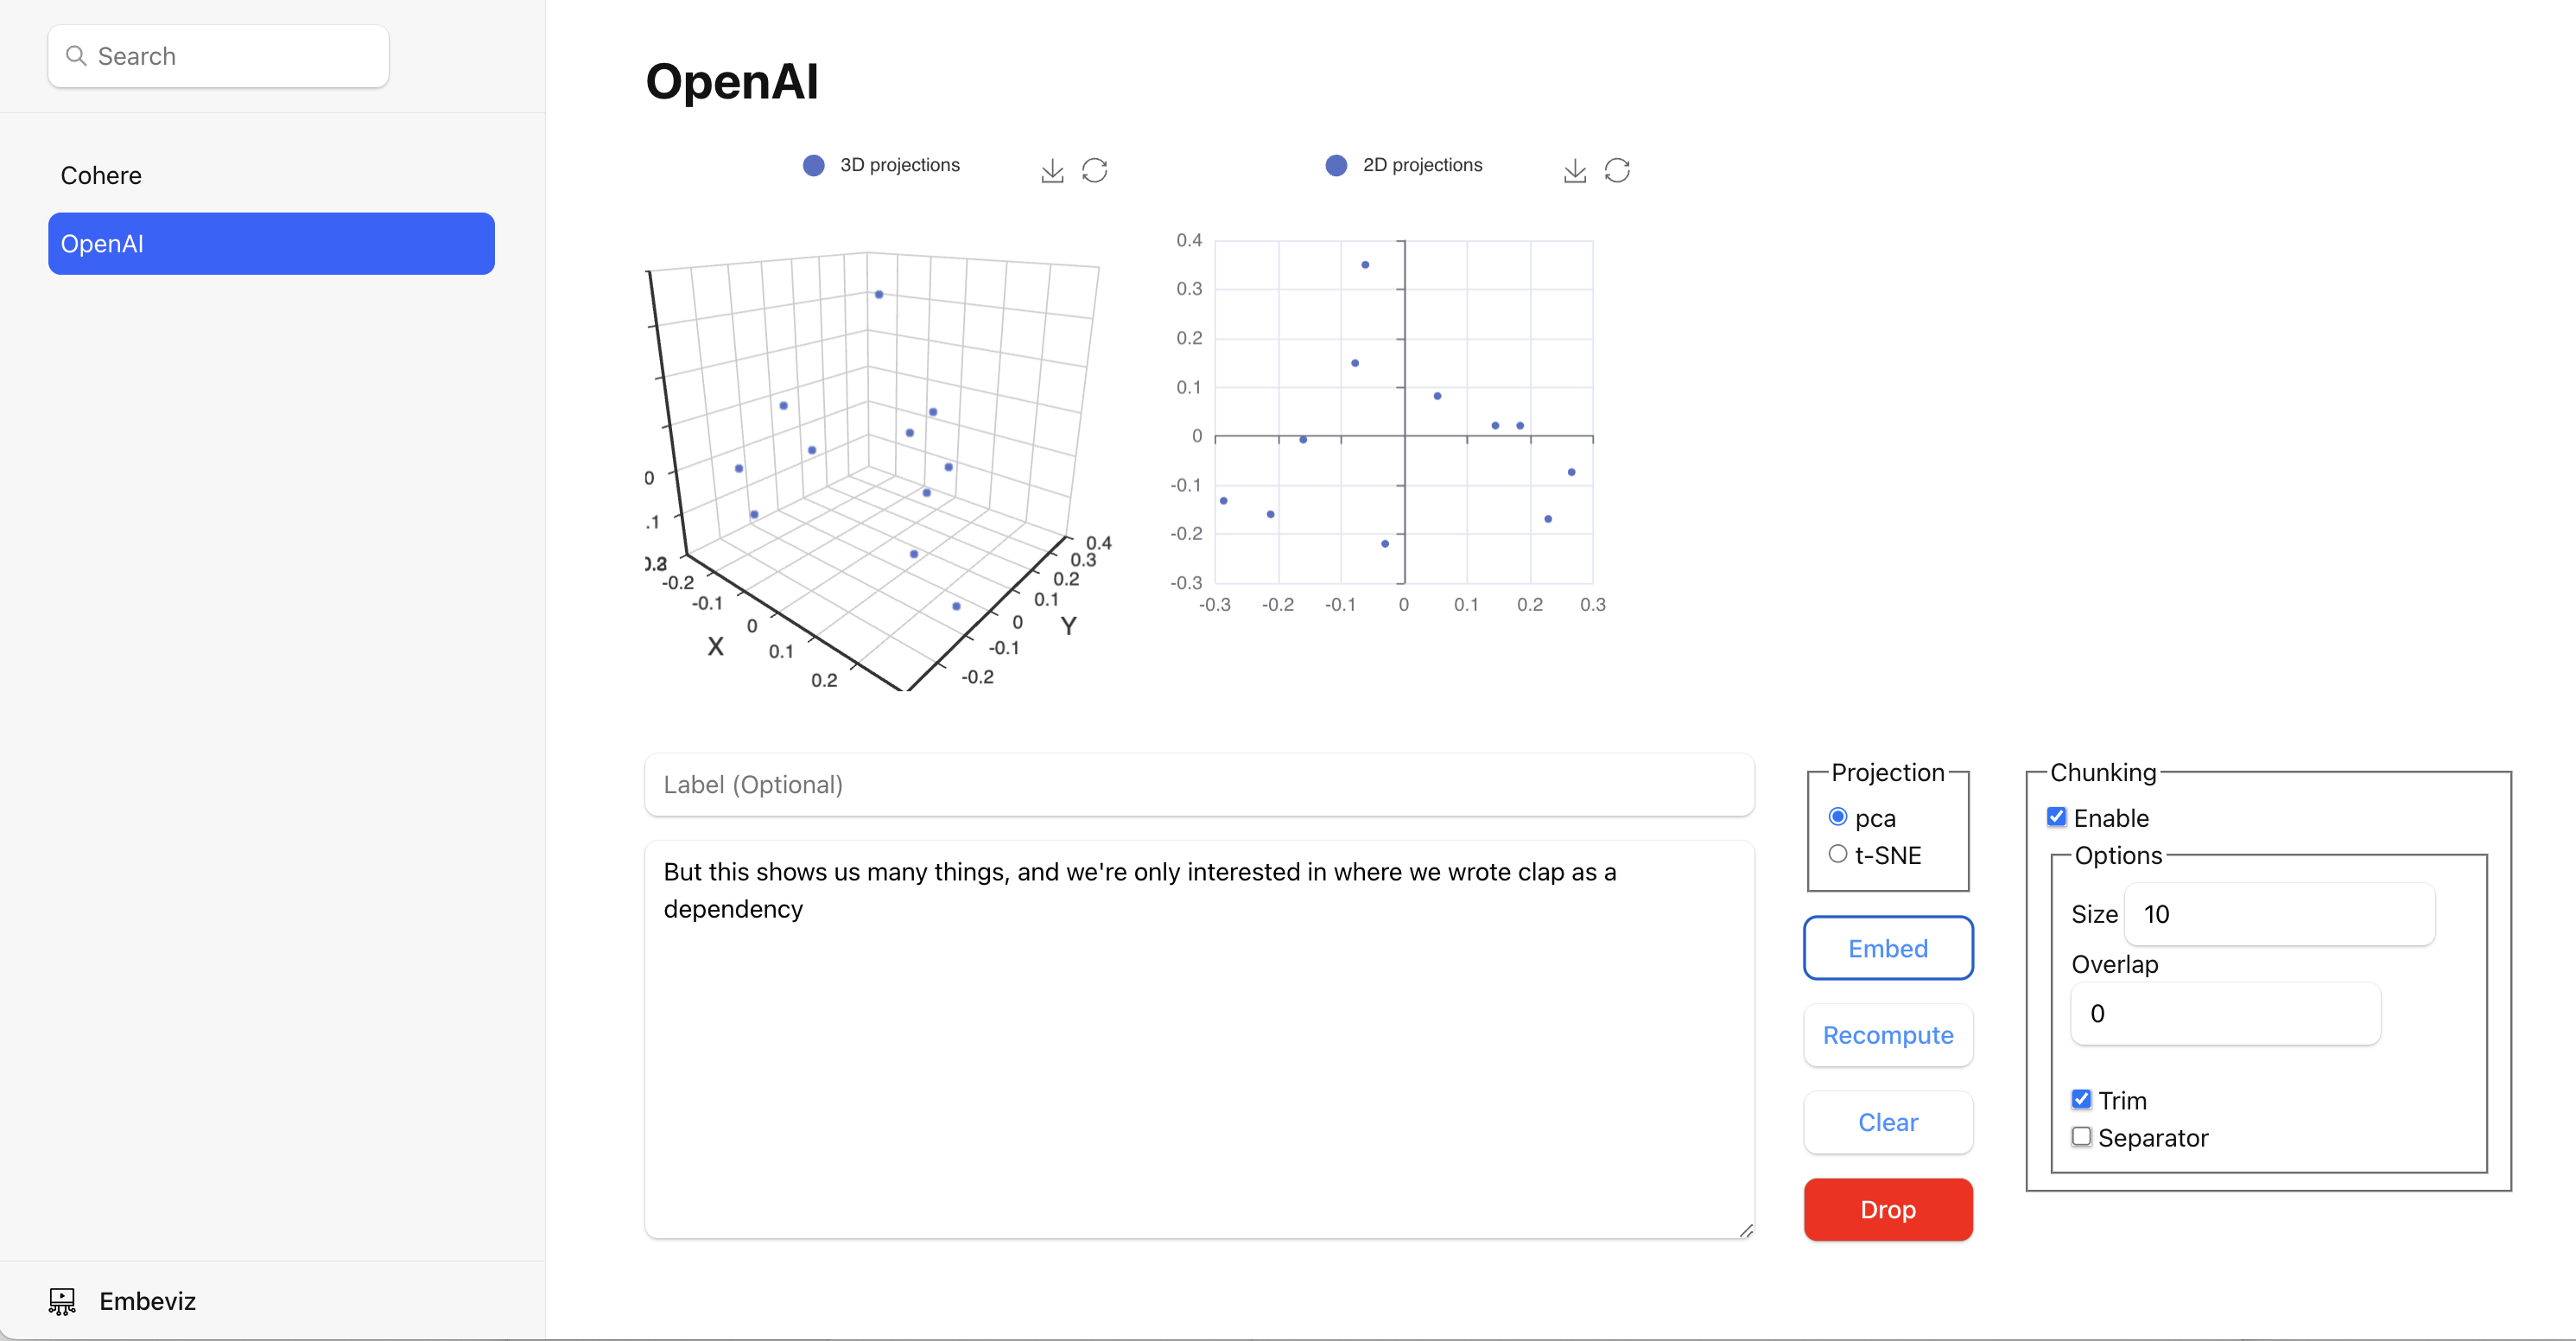 Search
Cohere
OpenAI
Embeviz
OpenAI
3D projections
2D projections
0
.1
-0.2
-0.1
0
0.1
0.2
X
0.4
0.3
0.2
0.1
0
-0.1
-0.2
Y
0.4
0.3
0.2
0.1
0
-0.1
-0.2
-0.3
-0.3 -0.2 -0.1 0 0.1 0.2 0.3
Label (Optional)
But this shows us many things, and we're only interested in where we wrote clap as a
dependency
Projection
pca
t-SNE
Embed
Recompute
Clear
Drop
Chunking
Enable
Options
Size 10
Overlap
0
Trim
Separator